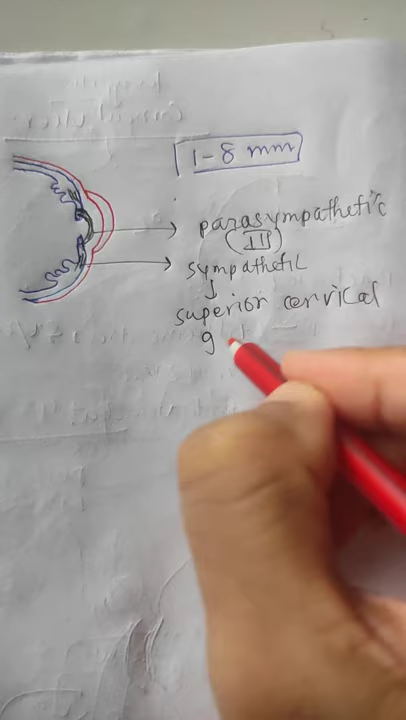 1-8 mm
parasympathetic
(III)
sympathetic
superior cervical
g